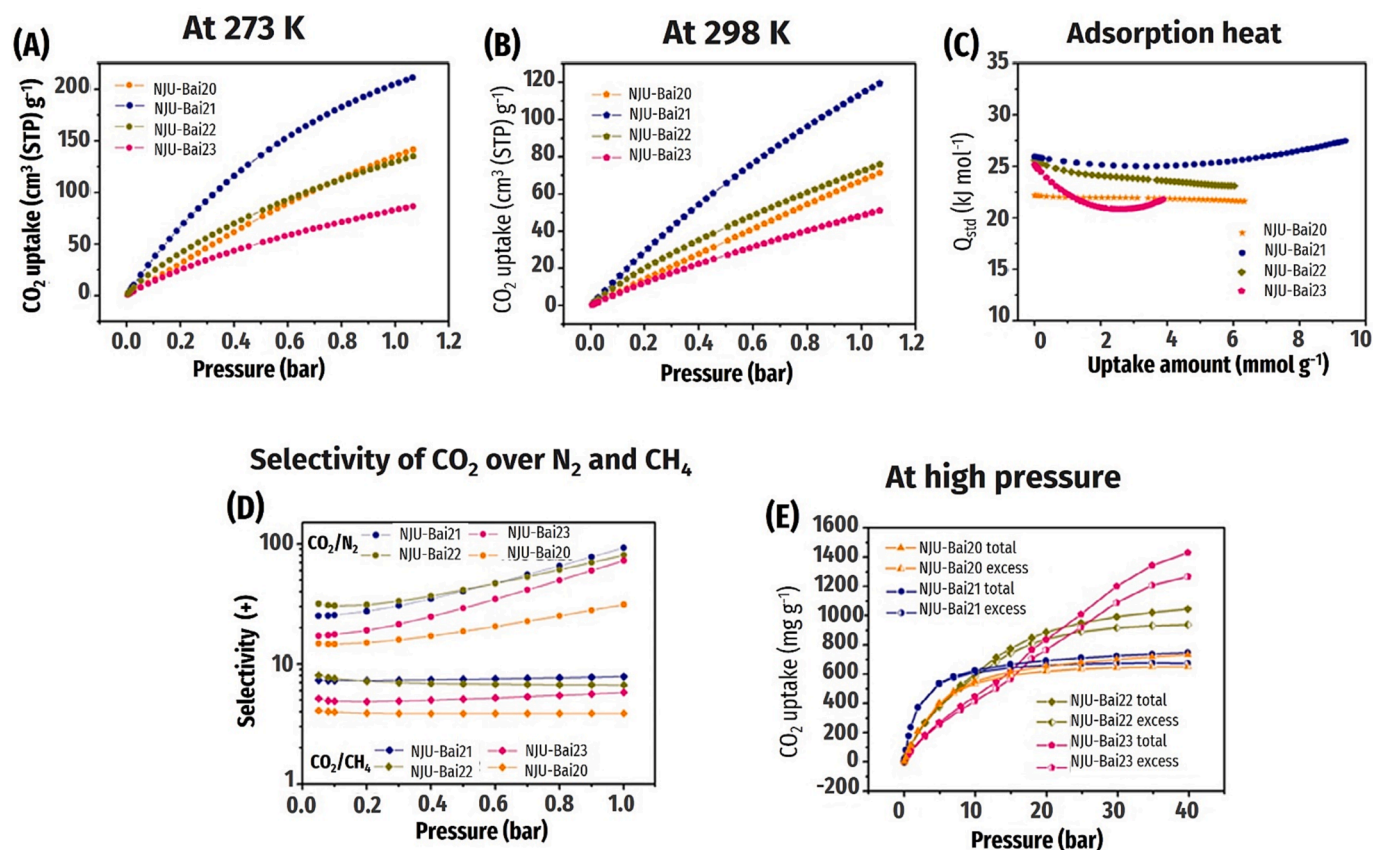 (A)
At 273 K
CO₂ uptake (cm³ (STP) g⁻¹)
200
150
100
50
0
NJU-Bai20
NJU-Bai21
NJU-Bai22
NJU-Bai23
0.0 0.2 0.4 0.6 0.8 1.0 1.2
Pressure (bar)
(B)
At 298 K
CO₂ uptake (cm³ (STP) g⁻¹)
120
100
80
60
40
20
0
NJU-Bai20
NJU-Bai21
NJU-Bai22
NJU-Bai23
0.0 0.2 0.4 0.6 0.8 1.0 1.2
Pressure (bar)
(C)
Adsorption heat
Qstd (kJ mol⁻¹)
35
30
25
20
25
10
NJU-Bai20
NJU-Bai21
NJU-Bai22
NJU-Bai23
0 2 4 6 8 10
Uptake amount (mmol g⁻¹)
Selectivity of CO₂ over N₂ and CH₄
(D)
Selectivity (+)
100
10
1
CO₂/N₂
NJU-Bai21 NJU-Bai23
NJU-Bai22 NJU-Bai20
CO₂/CH₄
NJU-Bai21 NJU-Bai23
NJU-Bai22 NJU-Bai20
0.0 0.2 0.4 0.6 0.8 1.0
Pressure (bar)
At high pressure
(E)
CO₂ uptake (mg g⁻¹)
1600
1400
1200
1000
800
600
400
200
0
-200
NJU-Bai20 total
NJU-Bai20 excess
NJU-Bai21 total
NJU-Bai21 excess
NJU-Bai22 total
NJU-Bai22 excess
NJU-Bai23 total
NJU-Bai23 excess
0 10 20 30 40
Pressure (bar)